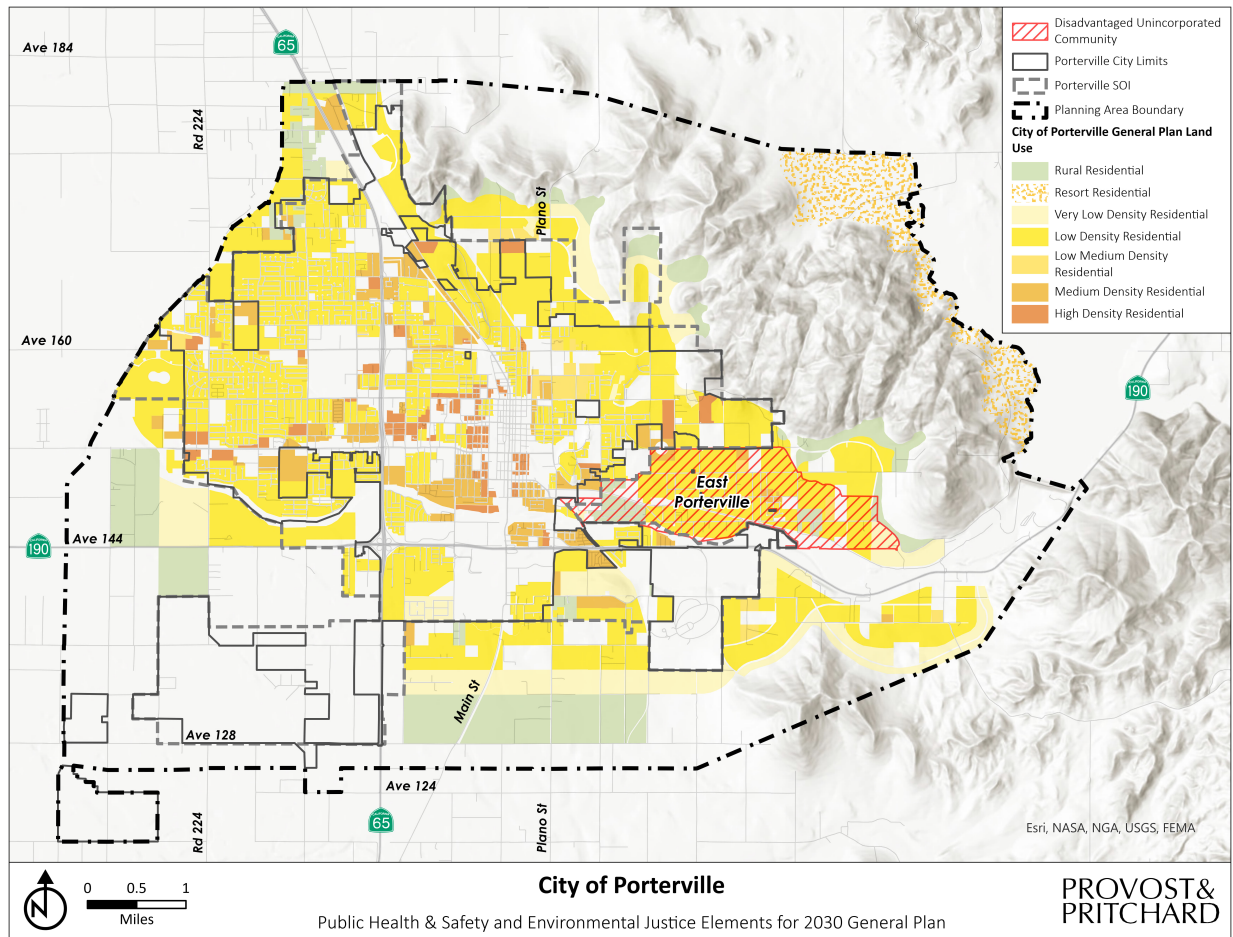 Ave 184
65
Rd 224
Plano St
Ave 160
190
East
Porterville
190
Ave 144
Main St
Ave 128
Ave 124
65
Rd 224
Plano St
Disadvantaged Unincorporated
Community
Porterville City Limits
Porterville SOI
Planning Area Boundary
City of Porterville General Plan Land
Use
Rural Residential
Resort Residential
Very Low Density Residential
Low Density Residential
Low Medium Density
Residential
Medium Density Residential
High Density Residential
Esri, NASA, NGA, USGS, FEMA
N
0 0.5 1
Miles
City of Porterville
Public Health & Safety and Environmental Justice Elements for 2030 General Plan
PROVOST&
PRITCHARD